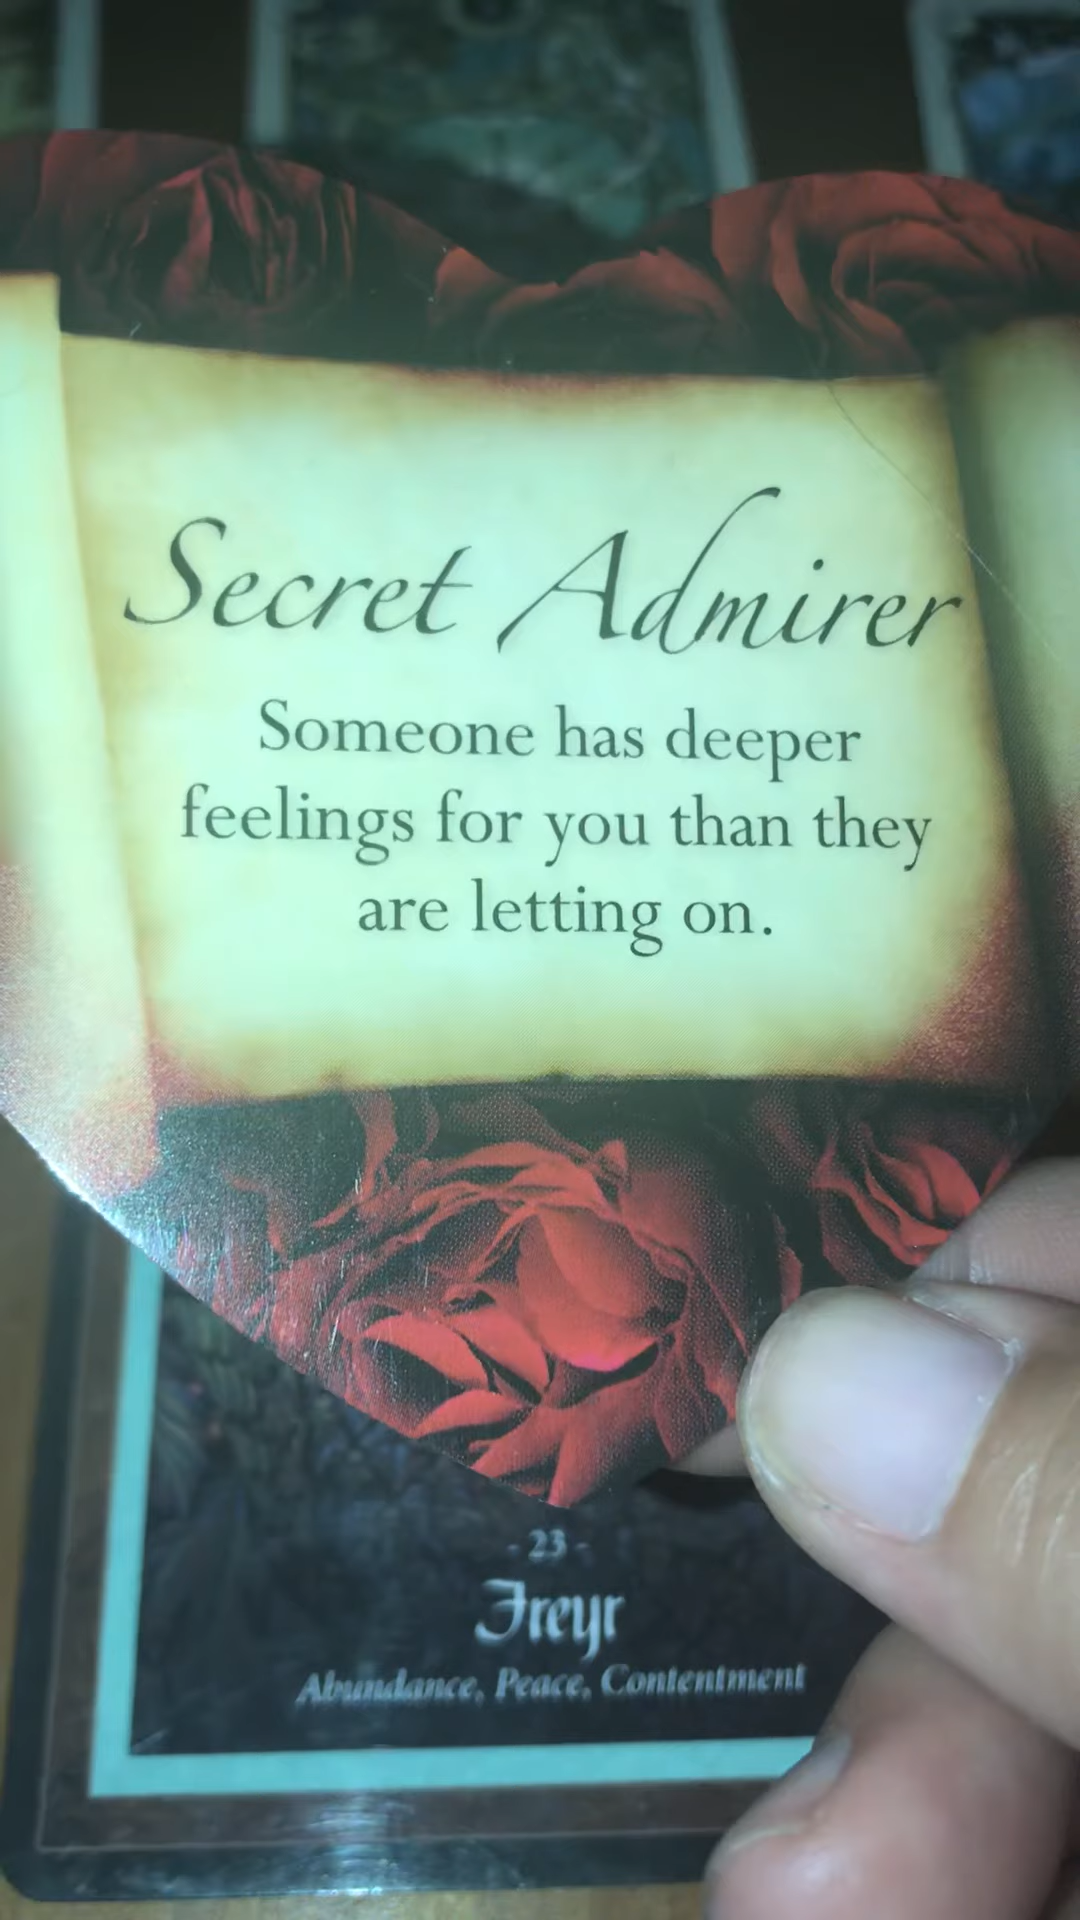 Secret Admirer
Someone has deeper
feelings for you than they
are letting on.
- 23 -
Freyr
Abundance, Peace, Contentment